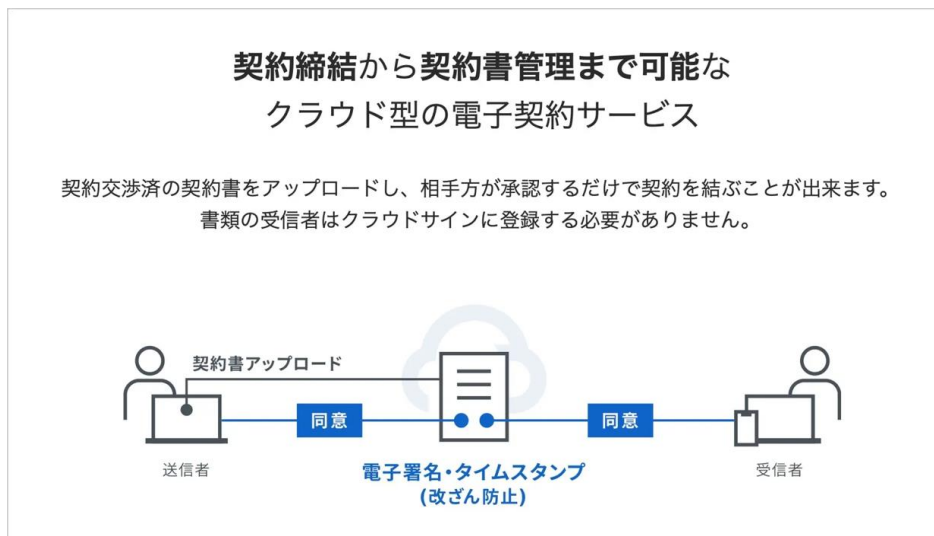 契約締結から契約書管理まで可能な
クラウド型の電子契約サービス
契約交渉済の契約書をアップロードし、相手方が承認するだけで契約を結ぶことが出来ます。
書類の受信者はクラウドサインに登録する必要がありません。
契約書アップロード
同意
同意
送信者
電子署名・タイムスタンプ
(改ざん防止)
受信者